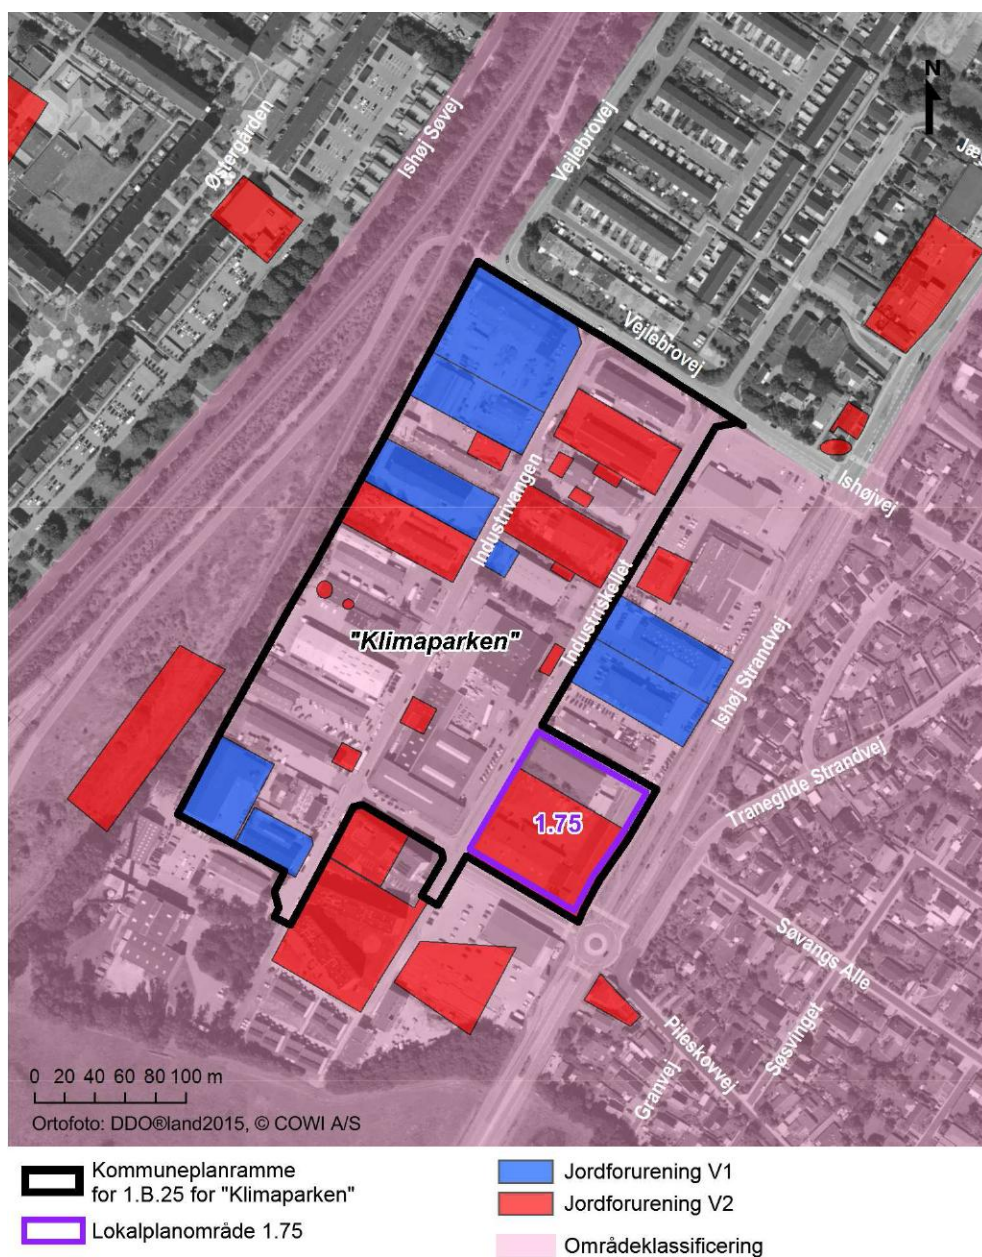 N
Østergården
Ishøj Søvej
Vejlebrovej
Jæg
Vejlebrovej
Ishøjvej
Industrivangen
Industriskellet
"Klimaparken"
Ishøj Strandvej
Tranegilde Strandvej
1.75
Søvangs Alle
Søsvinget
Pileskovvej
Granvej
0 20 40 60 80 100 m
Ortofoto: DDO®land2015, © COWI A/S
Kommuneplanramme
for 1.B.25 for "Klimaparken"
Lokalplanområde 1.75
Jordforurening V1
Jordforurening V2
Områdeklassificering